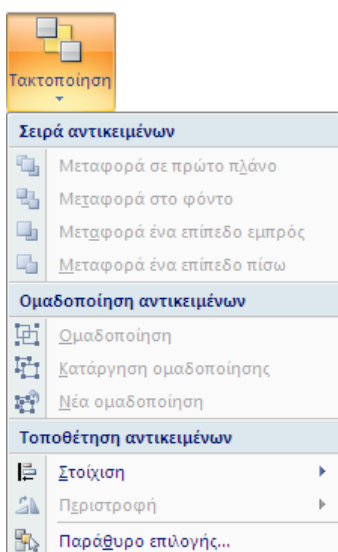 Τακτοποίηση
Σειρά αντικειμένων
Μεταφορά σε πρώτο πλάνο
Μεταφορά στο φόντο
Μεταφορά ένα επίπεδο εμπρός
Μεταφορά ένα επίπεδο πίσω
Ομαδοποίηση αντικειμένων
Ομαδοποίηση
Κατάργηση ομαδοποίησης
Νέα ομαδοποίηση
Τοποθέτηση αντικειμένων
Στοίχιση
Περιστροφή
Παράθυρο επιλογής...